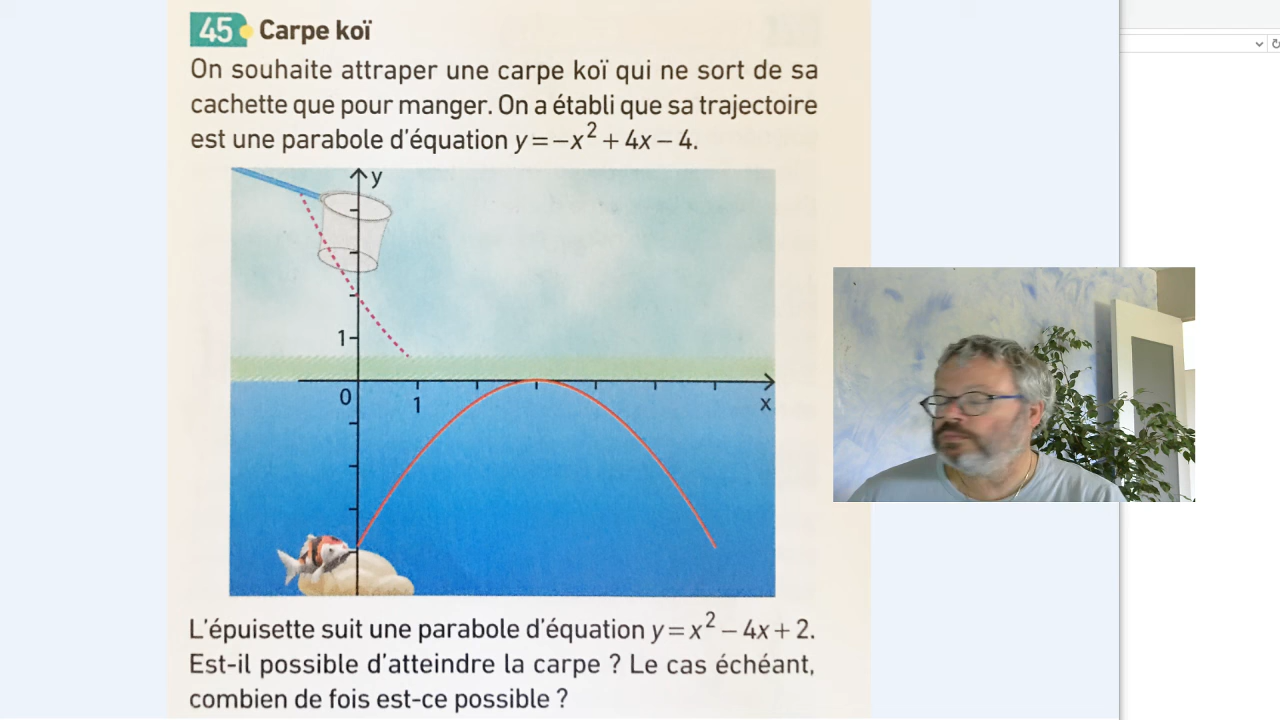 45 Carpe koï
On souhaite attraper une carpe koï qui ne sort de sa
cachette que pour manger. On a établi que sa trajectoire
est une parabole d'équation y=−x² + 4x − 4.
y
1
0
1
x
L'épuisette suit une parabole d'équation y=x² − 4x + 2.
Est-il possible d'atteindre la carpe ? Le cas échéant,
combien de fois est-ce possible ?